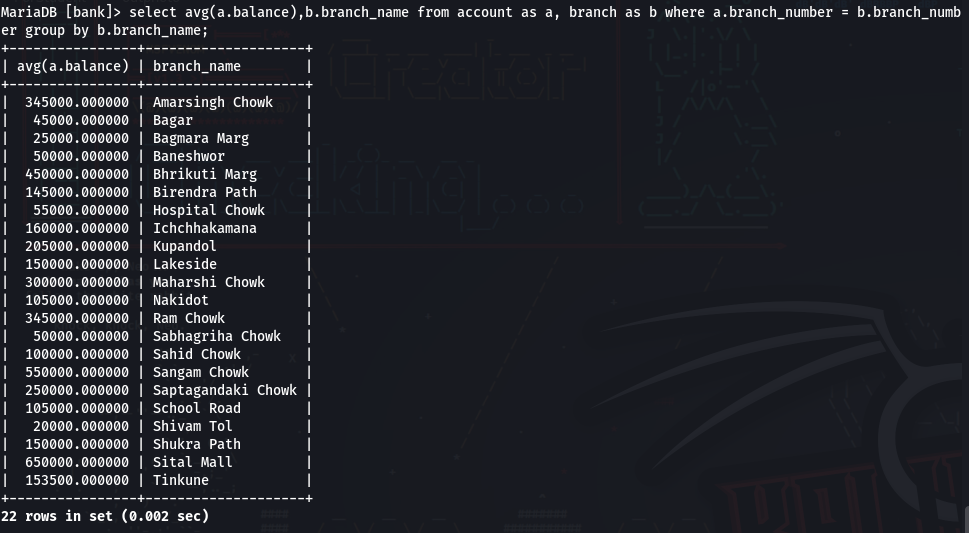 MariaDB [bank]> select avg(a.balance),b.branch_name from account as a, branch as b where a.branch_number = b.branch_numb
er group by b.branch_name;
+----------------+--------------------+
| avg(a.balance) | branch_name        |
+----------------+--------------------+
|  345000.000000 | Amarsingh Chowk    |
|   45000.000000 | Bagar              |
|   25000.000000 | Bagmara Marg       |
|   50000.000000 | Baneshwor          |
|  450000.000000 | Bhrikuti Marg      |
|  145000.000000 | Birendra Path      |
|   55000.000000 | Hospital Chowk     |
|  160000.000000 | Ichchhakamana      |
|  205000.000000 | Kupandol           |
|  150000.000000 | Lakeside           |
|  300000.000000 | Maharshi Chowk     |
|  105000.000000 | Nakidot            |
|  345000.000000 | Ram Chowk          |
|   50000.000000 | Sabhagriha Chowk   |
|  100000.000000 | Sahid Chowk        |
|  550000.000000 | Sangam Chowk       |
|  250000.000000 | Saptagandaki Chowk |
|  105000.000000 | School Road        |
|   20000.000000 | Shivam Tol         |
|  150000.000000 | Shukra Path        |
|  650000.000000 | Sital Mall         |
|  153500.000000 | Tinkune            |
+----------------+--------------------+
22 rows in set (0.002 sec)